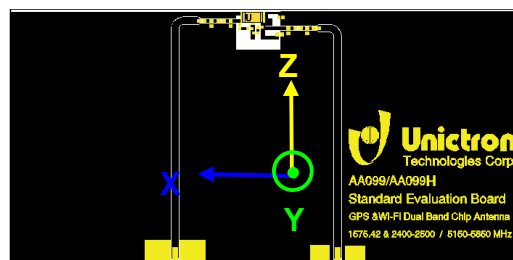 Z
X
Y
Unictron
Technologies Corp
AA099/AA099H
Standard Evaluation Board
GPS &WI-FI Dual Band Chip Antenna
1575.42 & 2400-2500 / 5150-5850 MHz